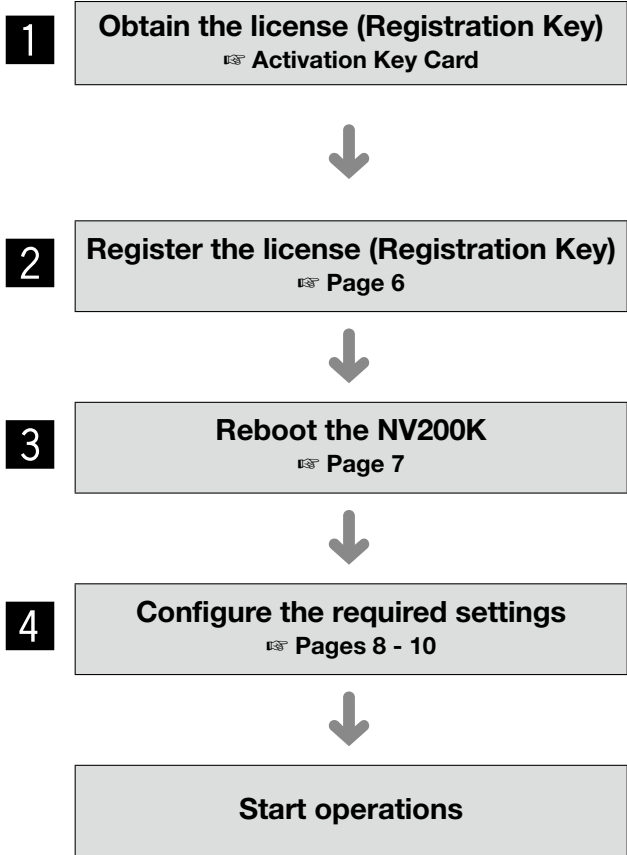 1
Obtain the license (Registration Key)
☞ Activation Key Card
2
Register the license (Registration Key)
☞ Page 6
3
Reboot the NV200K
☞ Page 7
4
Configure the required settings
☞ Pages 8 - 10
Start operations